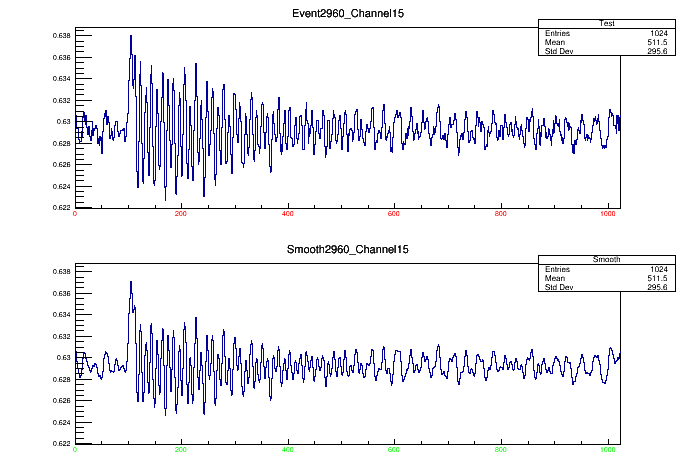 Event2960_Channel15
Test
Entries 1024
Mean 511.5
Std Dev 295.6
0.638
0.636
0.634
0.632
0.63
0.628
0.626
0.624
0.622
0 200 400 600 800 1000
Smooth2960_Channel15
Smooth
Entries 1024
Mean 511.5
Std Dev 295.6
0.638
0.636
0.634
0.632
0.63
0.628
0.626
0.624
0.622
0 200 400 600 800 1000